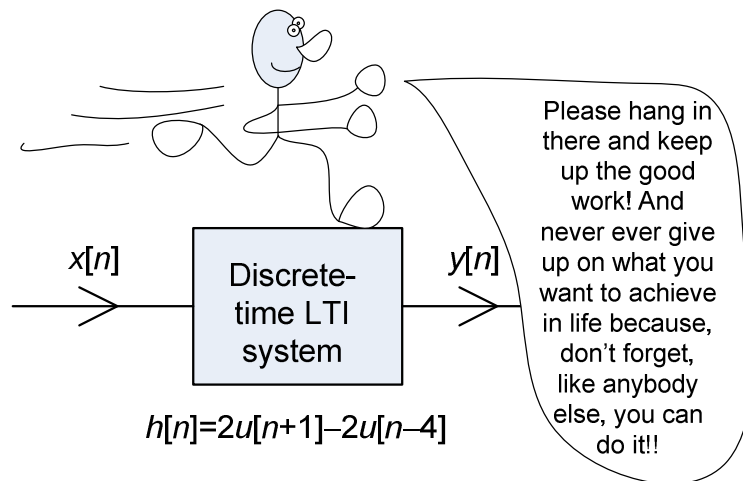 Please hang in
there and keep
up the good
work! And
never ever give
up on what you
want to achieve
in life because,
don't forget,
like anybody
else, you can
do it!!
x[n]
Discrete-
time LTI
system
y[n]
h[n]=2u[n+1]–2u[n–4]